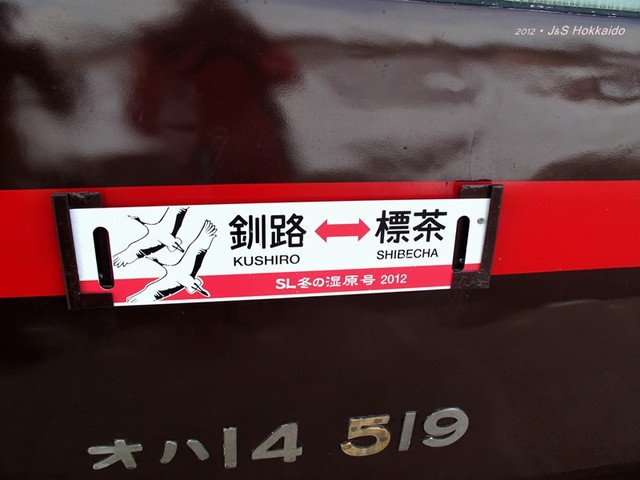 2012 • J&S Hokkaido
釧路 ↔ 標茶
KUSHIRO SHIBECHA
SL冬の湿原号 2012
オハ14 519